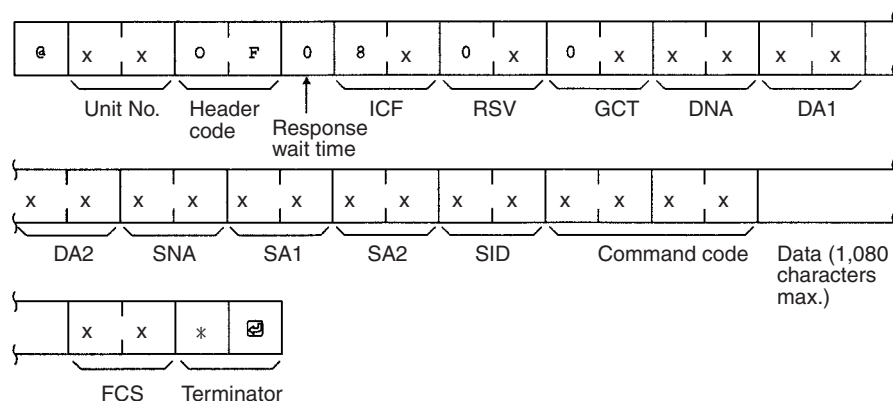 @ x x O F 0 8 x 0 x 0 x x x x x
Unit No. Header code Response wait time ICF RSV GCT DNA DA1
x x x x x x x x x x x x x x
DA2 SNA SA1 SA2 SID Command code Data (1,080 characters max.)
x x * ↵
FCS Terminator